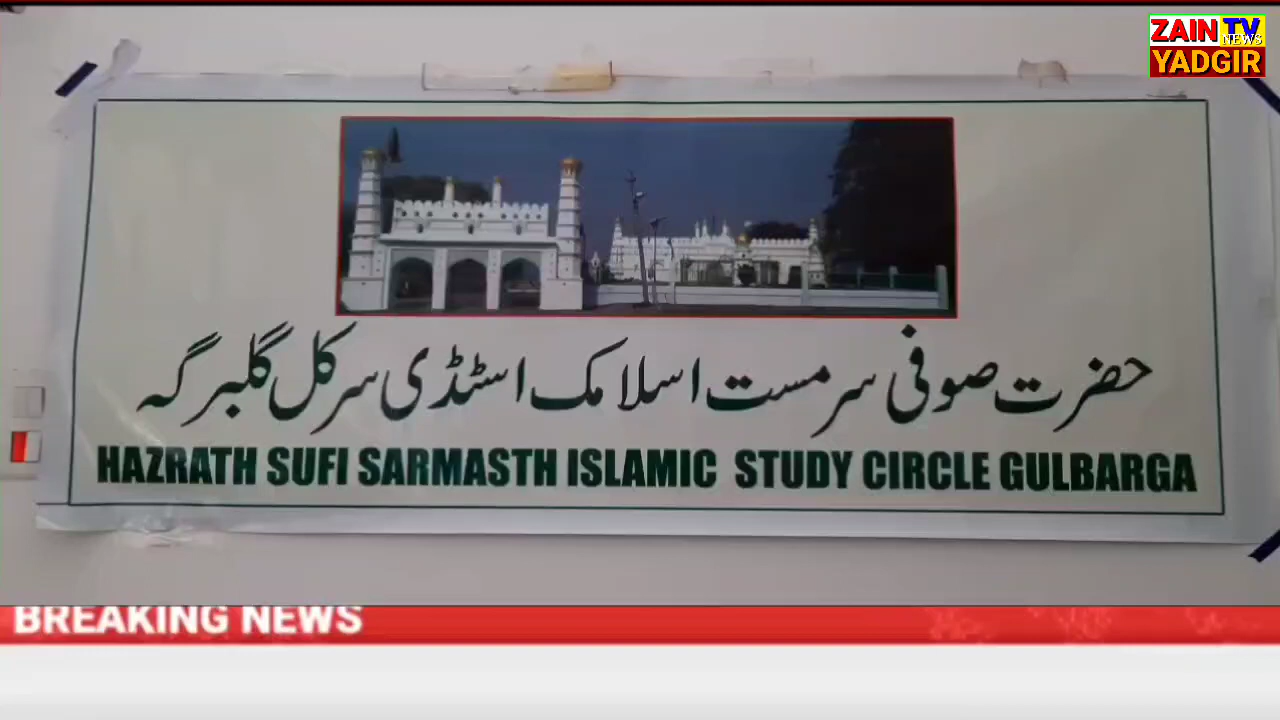 ZAIN TV
NEWS
YADGIR
حضرت صوفی سرمست اسلامک اسٹڈی سرکل گلبرگہ
HAZRATH SUFI SARMASTH ISLAMIC STUDY CIRCLE GULBARGA
BREAKING NEWS